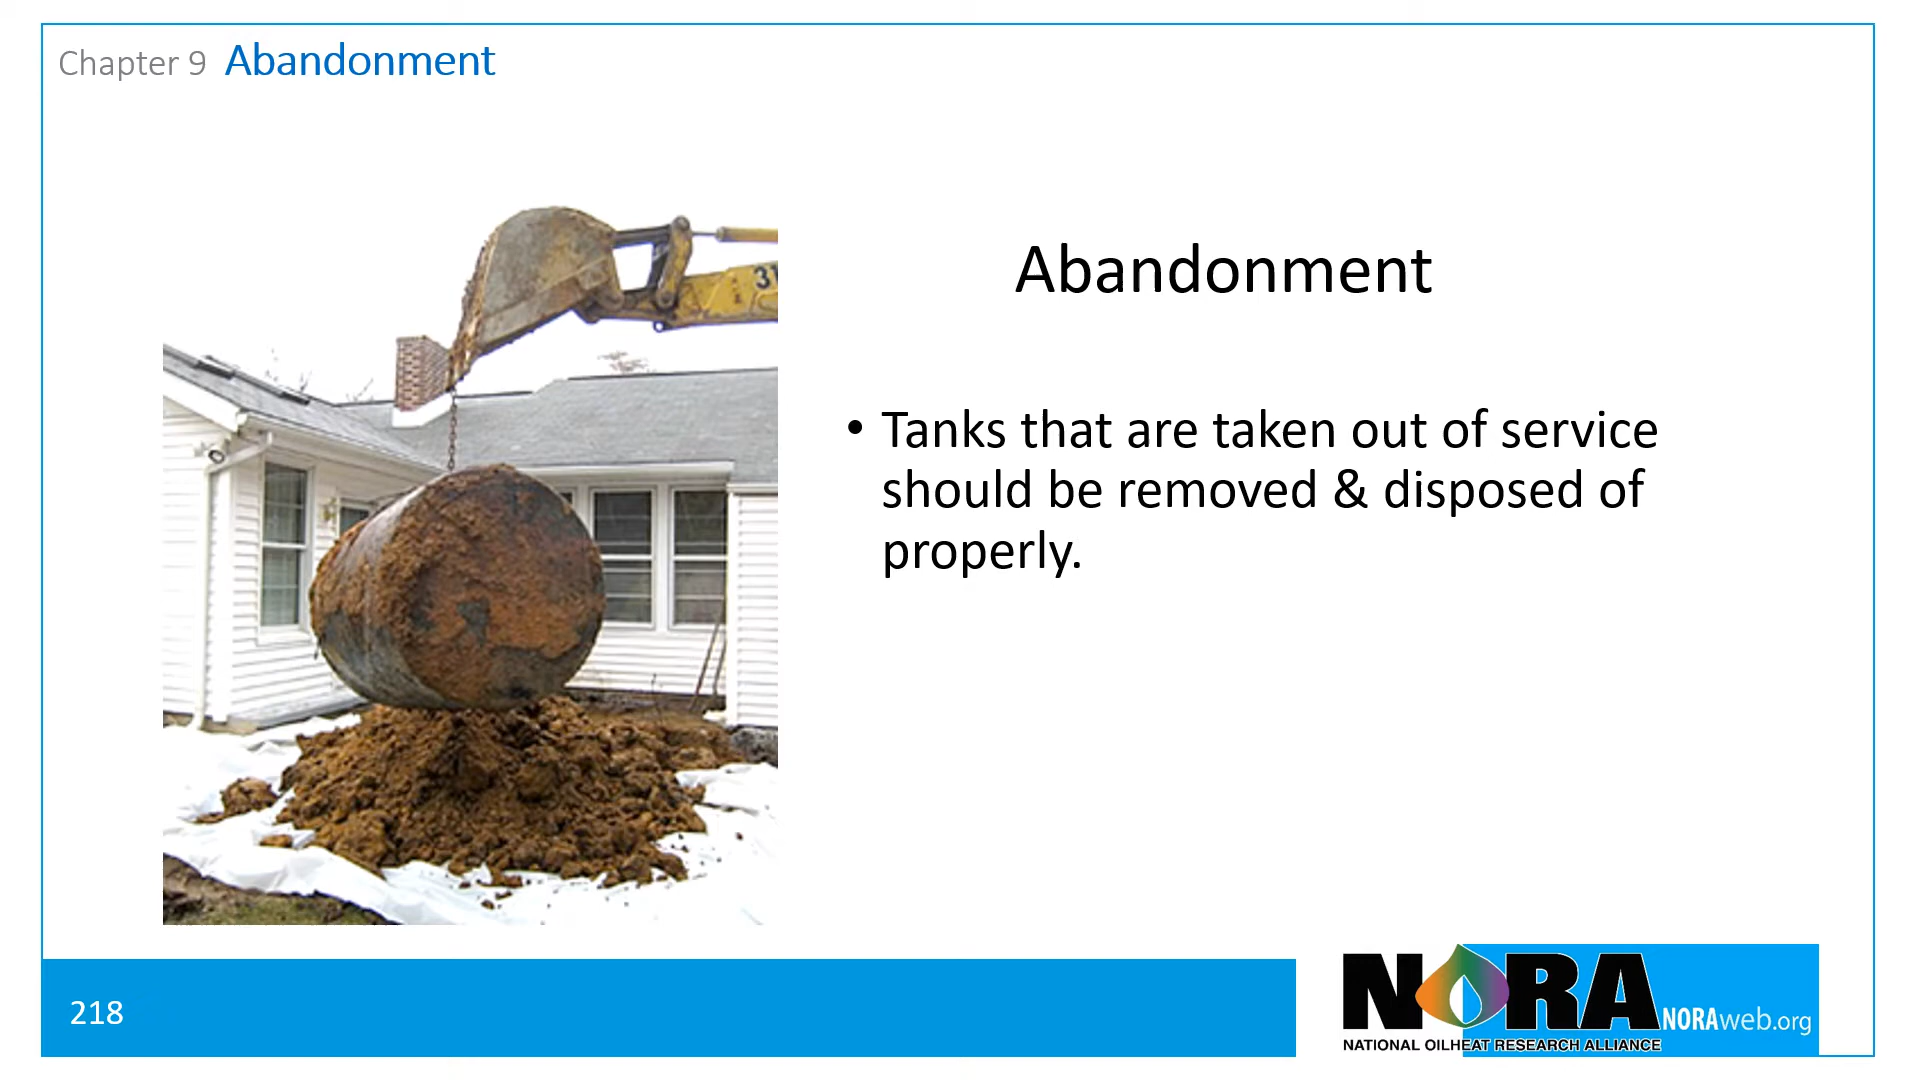 Chapter 9 Abandonment
Abandonment
• Tanks that are taken out of service
should be removed & disposed of
properly.
218
NORA
NORAweb.org
NATIONAL OILHEAT RESEARCH ALLIANCE